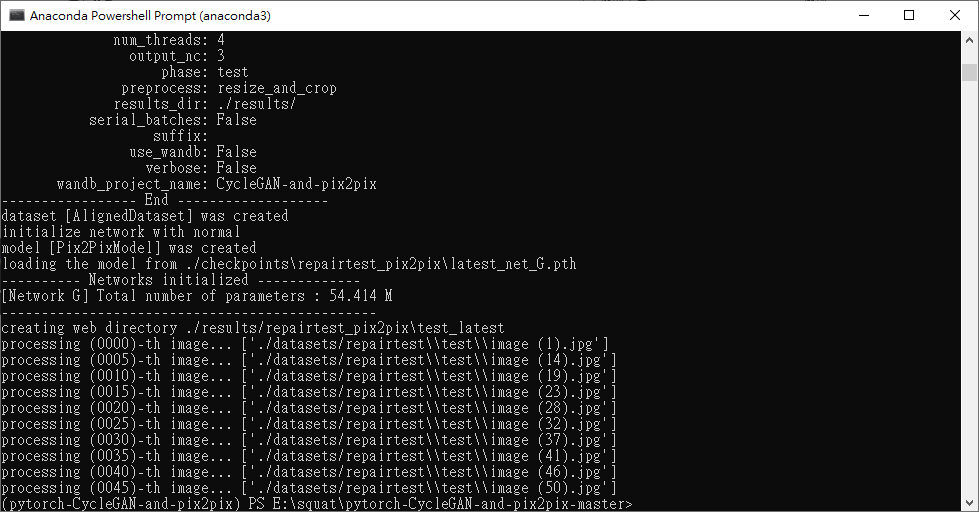 Anaconda Powershell Prompt (anaconda3)
num_threads: 4
output_nc: 3
phase: test
preprocess: resize_and_crop
results_dir: ./results/
serial_batches: False
suffix:
use_wandb: False
verbose: False
wandb_project_name: CycleGAN-and-pix2pix
----------------- End -------------------
dataset [AlignedDataset] was created
initialize network with normal
model [Pix2PixModel] was created
loading the model from ./checkpoints\repairtest_pix2pix\latest_net_G.pth
---------- Networks initialized -------------
[Network G] Total number of parameters : 54.414 M
-----------------------------------------------
creating web directory ./results/repairtest_pix2pix\test_latest
processing (0000)-th image... ['./datasets/repairtest\\test\\image (1).jpg']
processing (0005)-th image... ['./datasets/repairtest\\test\\image (14).jpg']
processing (0010)-th image... ['./datasets/repairtest\\test\\image (19).jpg']
processing (0015)-th image... ['./datasets/repairtest\\test\\image (23).jpg']
processing (0020)-th image... ['./datasets/repairtest\\test\\image (28).jpg']
processing (0025)-th image... ['./datasets/repairtest\\test\\image (32).jpg']
processing (0030)-th image... ['./datasets/repairtest\\test\\image (37).jpg']
processing (0035)-th image... ['./datasets/repairtest\\test\\image (41).jpg']
processing (0040)-th image... ['./datasets/repairtest\\test\\image (46).jpg']
processing (0045)-th image... ['./datasets/repairtest\\test\\image (50).jpg']
(pytorch-CycleGAN-and-pix2pix) PS E:\squat\pytorch-CycleGAN-and-pix2pix-master>